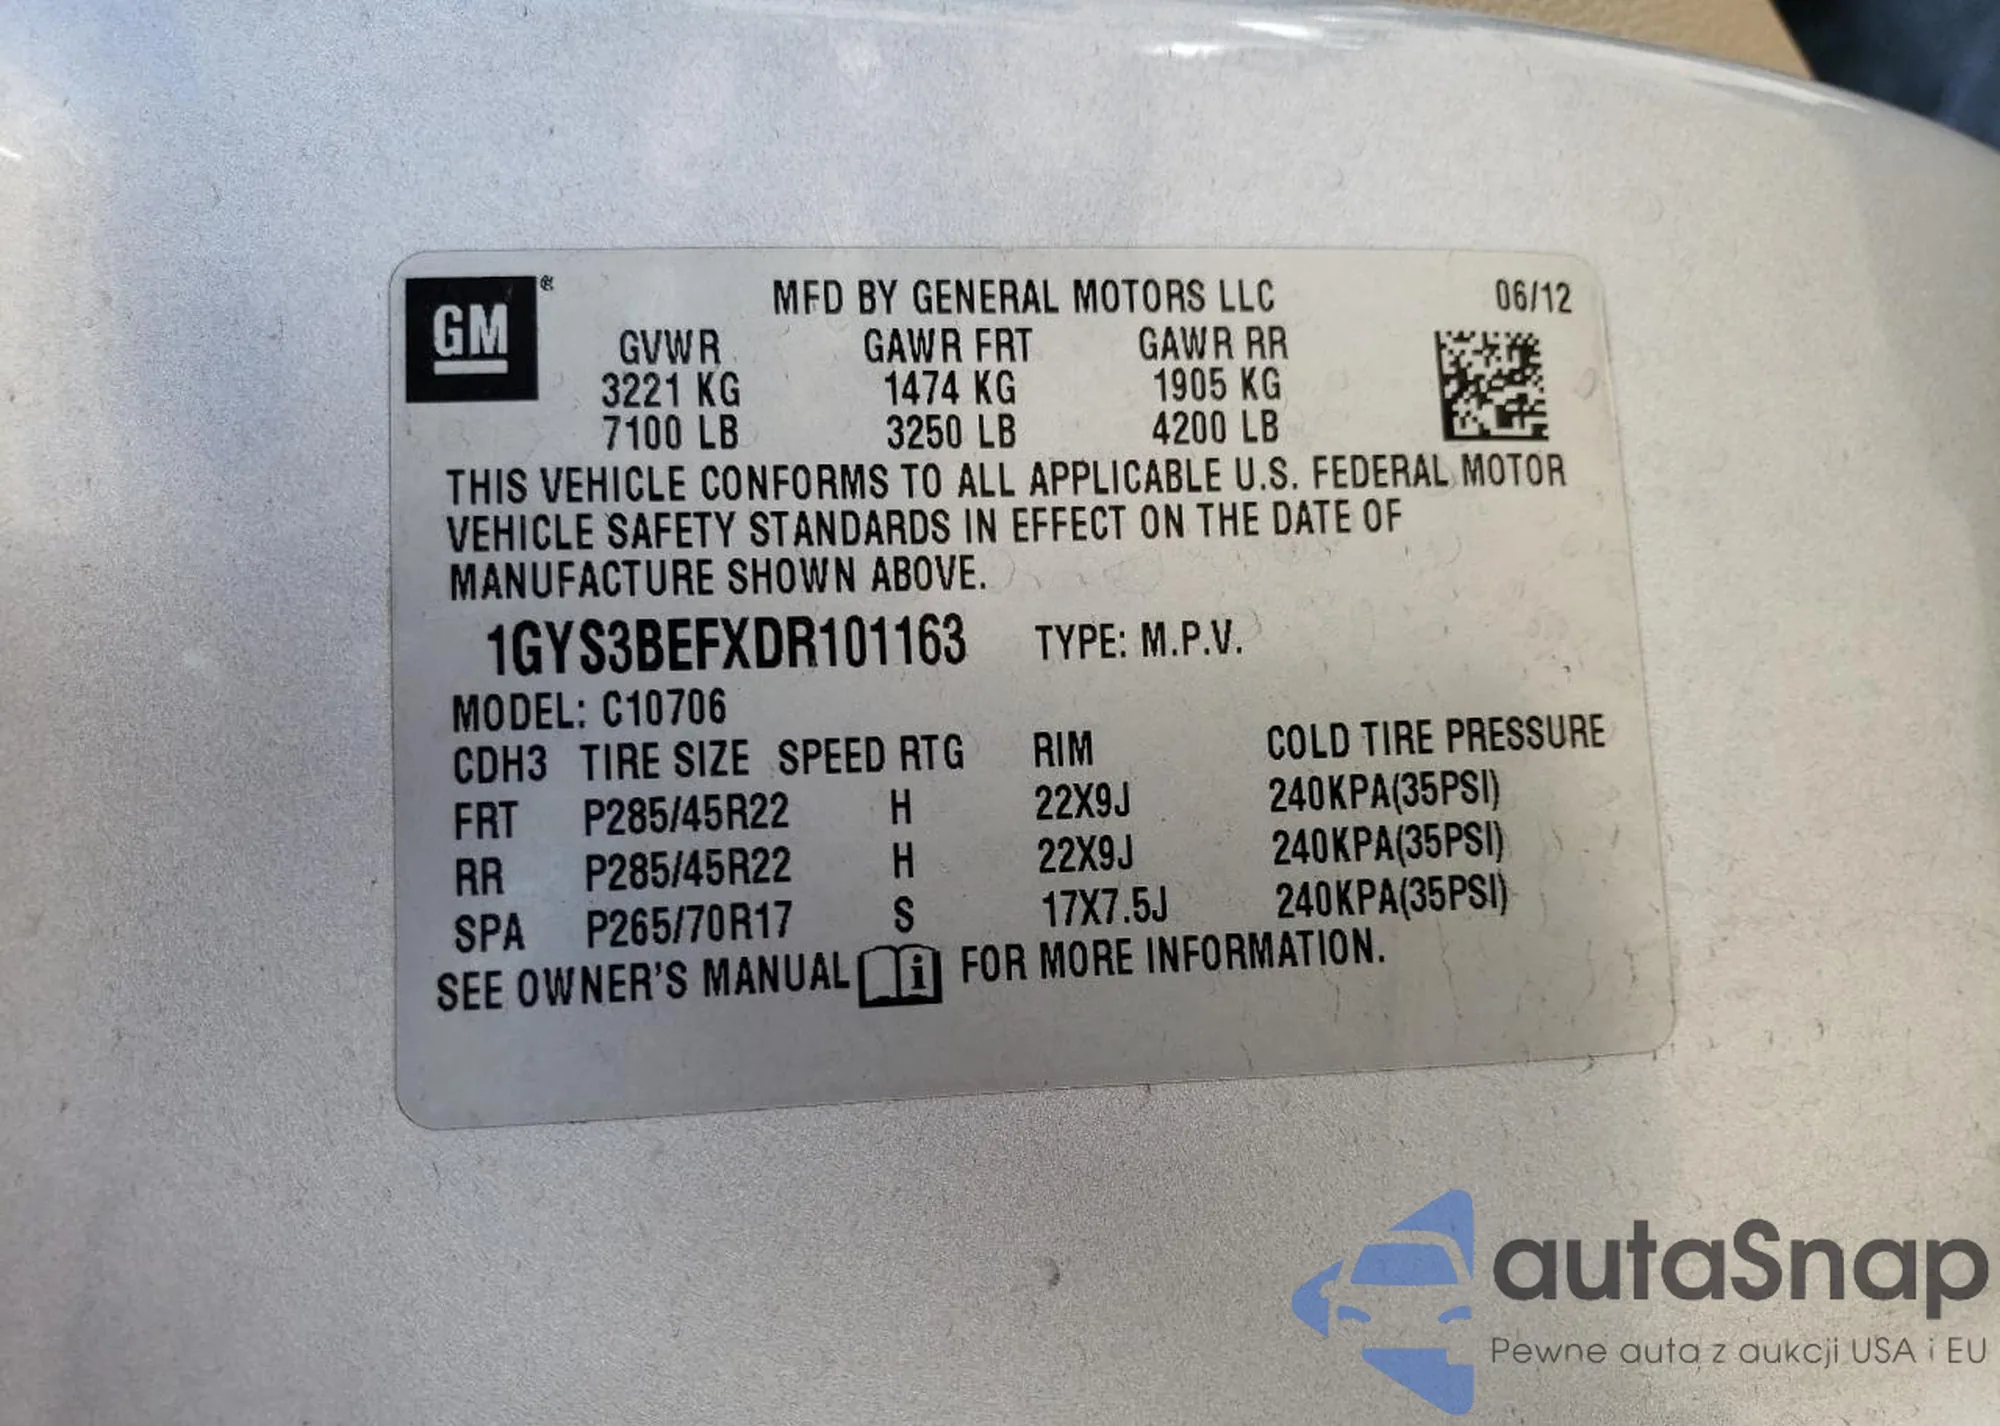 GM®
MFD BY GENERAL MOTORS LLC 06/12
GVWR GAWR FRT GAWR RR
3221 KG 1474 KG 1905 KG
7100 LB 3250 LB 4200 LB
THIS VEHICLE CONFORMS TO ALL APPLICABLE U.S. FEDERAL MOTOR
VEHICLE SAFETY STANDARDS IN EFFECT ON THE DATE OF
MANUFACTURE SHOWN ABOVE.
1GYS3BEFXDR101163 TYPE: M.P.V.
MODEL: C10706
CDH3 TIRE SIZE SPEED RTG RIM COLD TIRE PRESSURE
FRT P285/45R22 H 22X9J 240KPA(35PSI)
RR P285/45R22 H 22X9J 240KPA(35PSI)
SPA P265/70R17 S 17X7.5J 240KPA(35PSI)
SEE OWNER'S MANUAL i FOR MORE INFORMATION.
autaSnap
Pewne auta z aukcji USA i EU